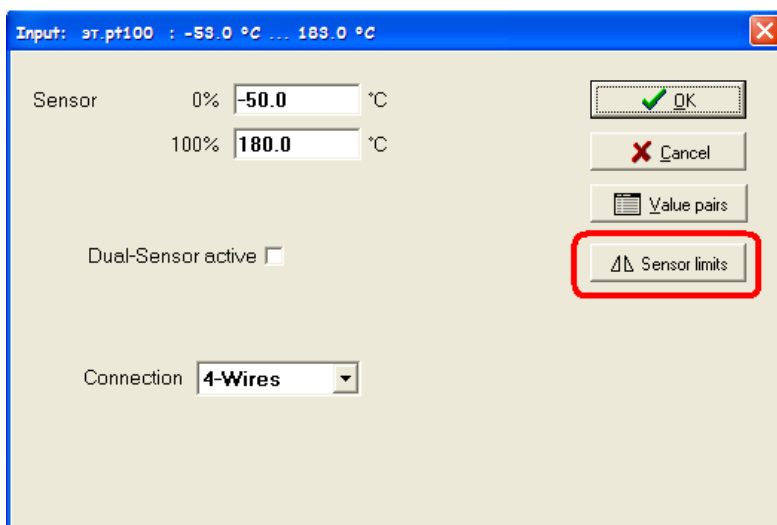 Input: эт.pt100 : -53.0 °C ... 183.0 °C
Sensor 0% -50.0 °C
100% 180.0 °C
Dual-Sensor active
Connection 4-Wires
OK
Cancel
Value pairs
Sensor limits